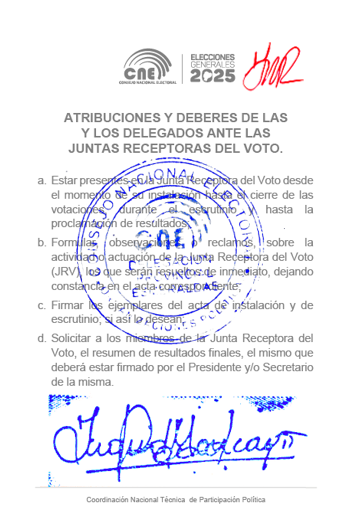 CNE
CONSEJO NACIONAL ELECTORAL
ELECCIONES
GENERALES
2025
ATRIBUCIONES Y DEBERES DE LAS
Y LOS DELEGADOS ANTE LAS
JUNTAS RECEPTORAS DEL VOTO.
a. Estar presentes en la Junta Receptora del Voto desde
el momento de su instalación hasta el cierre de las
votaciones, durante el escrutinio y hasta la
proclamación de resultados;
b. Formular observaciones o reclamos, sobre la
actividad o actuación de la Junta Receptora del Voto
(JRV), los que serán resueltos de inmediato, dejando
constancia en el acta correspondiente;
c. Firmar los ejemplares del acta de instalación y de
escrutinio, si así lo desean;
d. Solicitar a los miembros de la Junta Receptora del
Voto, el resumen de resultados finales, el mismo que
deberá estar firmado por el Presidente y/o Secretario
de la misma.
CNE
Coordinación Nacional Técnica de Participación Política